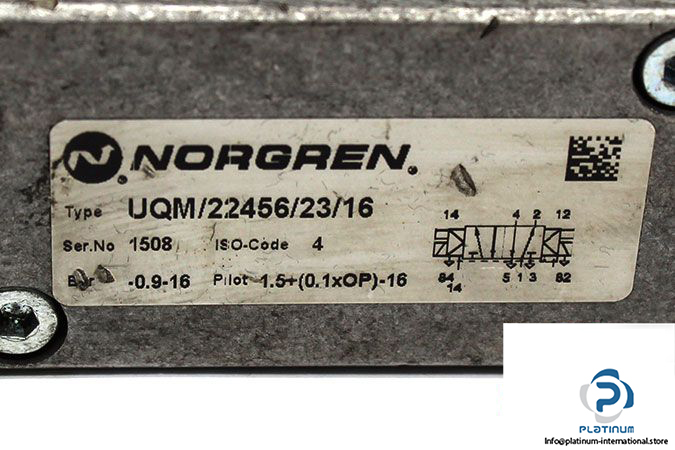 NORGREN.
Type UQM/22456/23/16
Ser.No 1508 ISO-Code 4
Bar -0.9-16 Pilot 1.5+(0.1xOP)-16
14 4 2 12
84 5 1 3 82
14
PLATINUM
Info@platinum-international.store